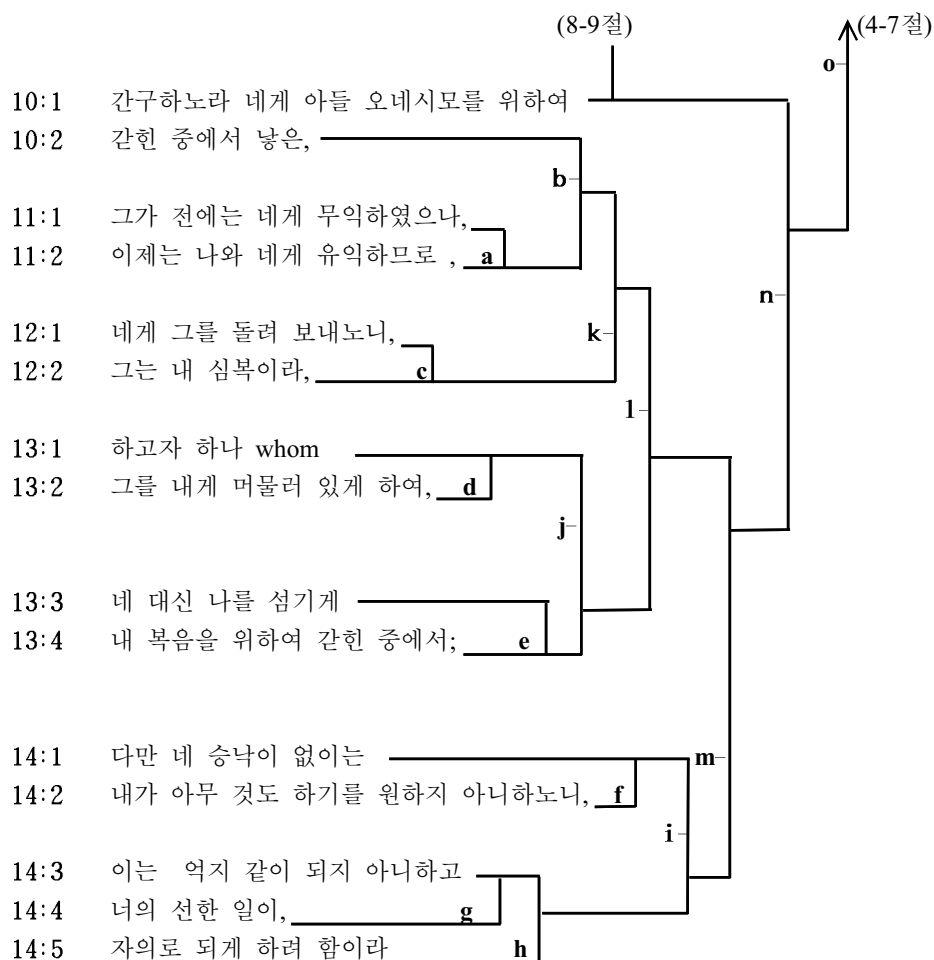 (8-9절) (4-7절)
o
10:1 간구하노라 네게 아들 오네시모를 위하여
10:2 갇힌 중에서 낳은,
b
11:1 그가 전에는 네게 무익하였으나,
11:2 이제는 나와 네게 유익하므로 , a
n
12:1 네게 그를 돌려 보내노니,
k
12:2 그는 내 심복이라, c
l
13:1 하고자 하나 whom
13:2 그를 내게 머물러 있게 하여, d
j
13:3 네 대신 나를 섬기게
13:4 내 복음을 위하여 갇힌 중에서; e
14:1 다만 네 승낙이 없이는 m
14:2 내가 아무 것도 하기를 원하지 아니하노니, f
i
14:3 이는 억지 같이 되지 아니하고
14:4 너의 선한 일이, g
14:5 자의로 되게 하려 함이라 h